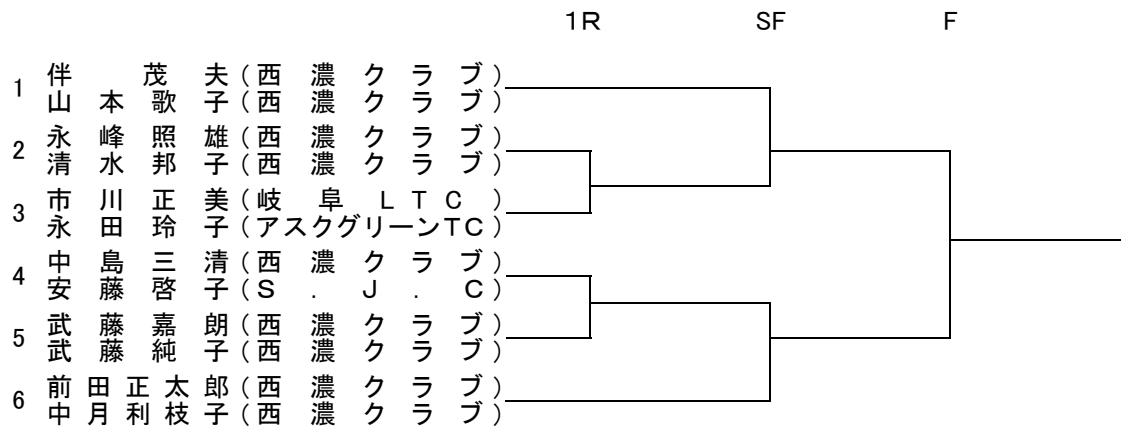 1R SF F
伴茂夫(西濃クラブ)
1
山本歌子(西濃クラブ)
永峰照雄(西濃クラブ)
2
清水邦子(西濃クラブ)
市川正美(岐阜LTC)
3
永田玲子(アスクグリーンTC)
中島三清(西濃クラブ)
4
安藤啓子(S.J.C)
武藤嘉朗(西濃クラブ)
5
武藤純子(西濃クラブ)
前田正太郎(西濃クラブ)
6
中月利枝子(西濃クラブ)